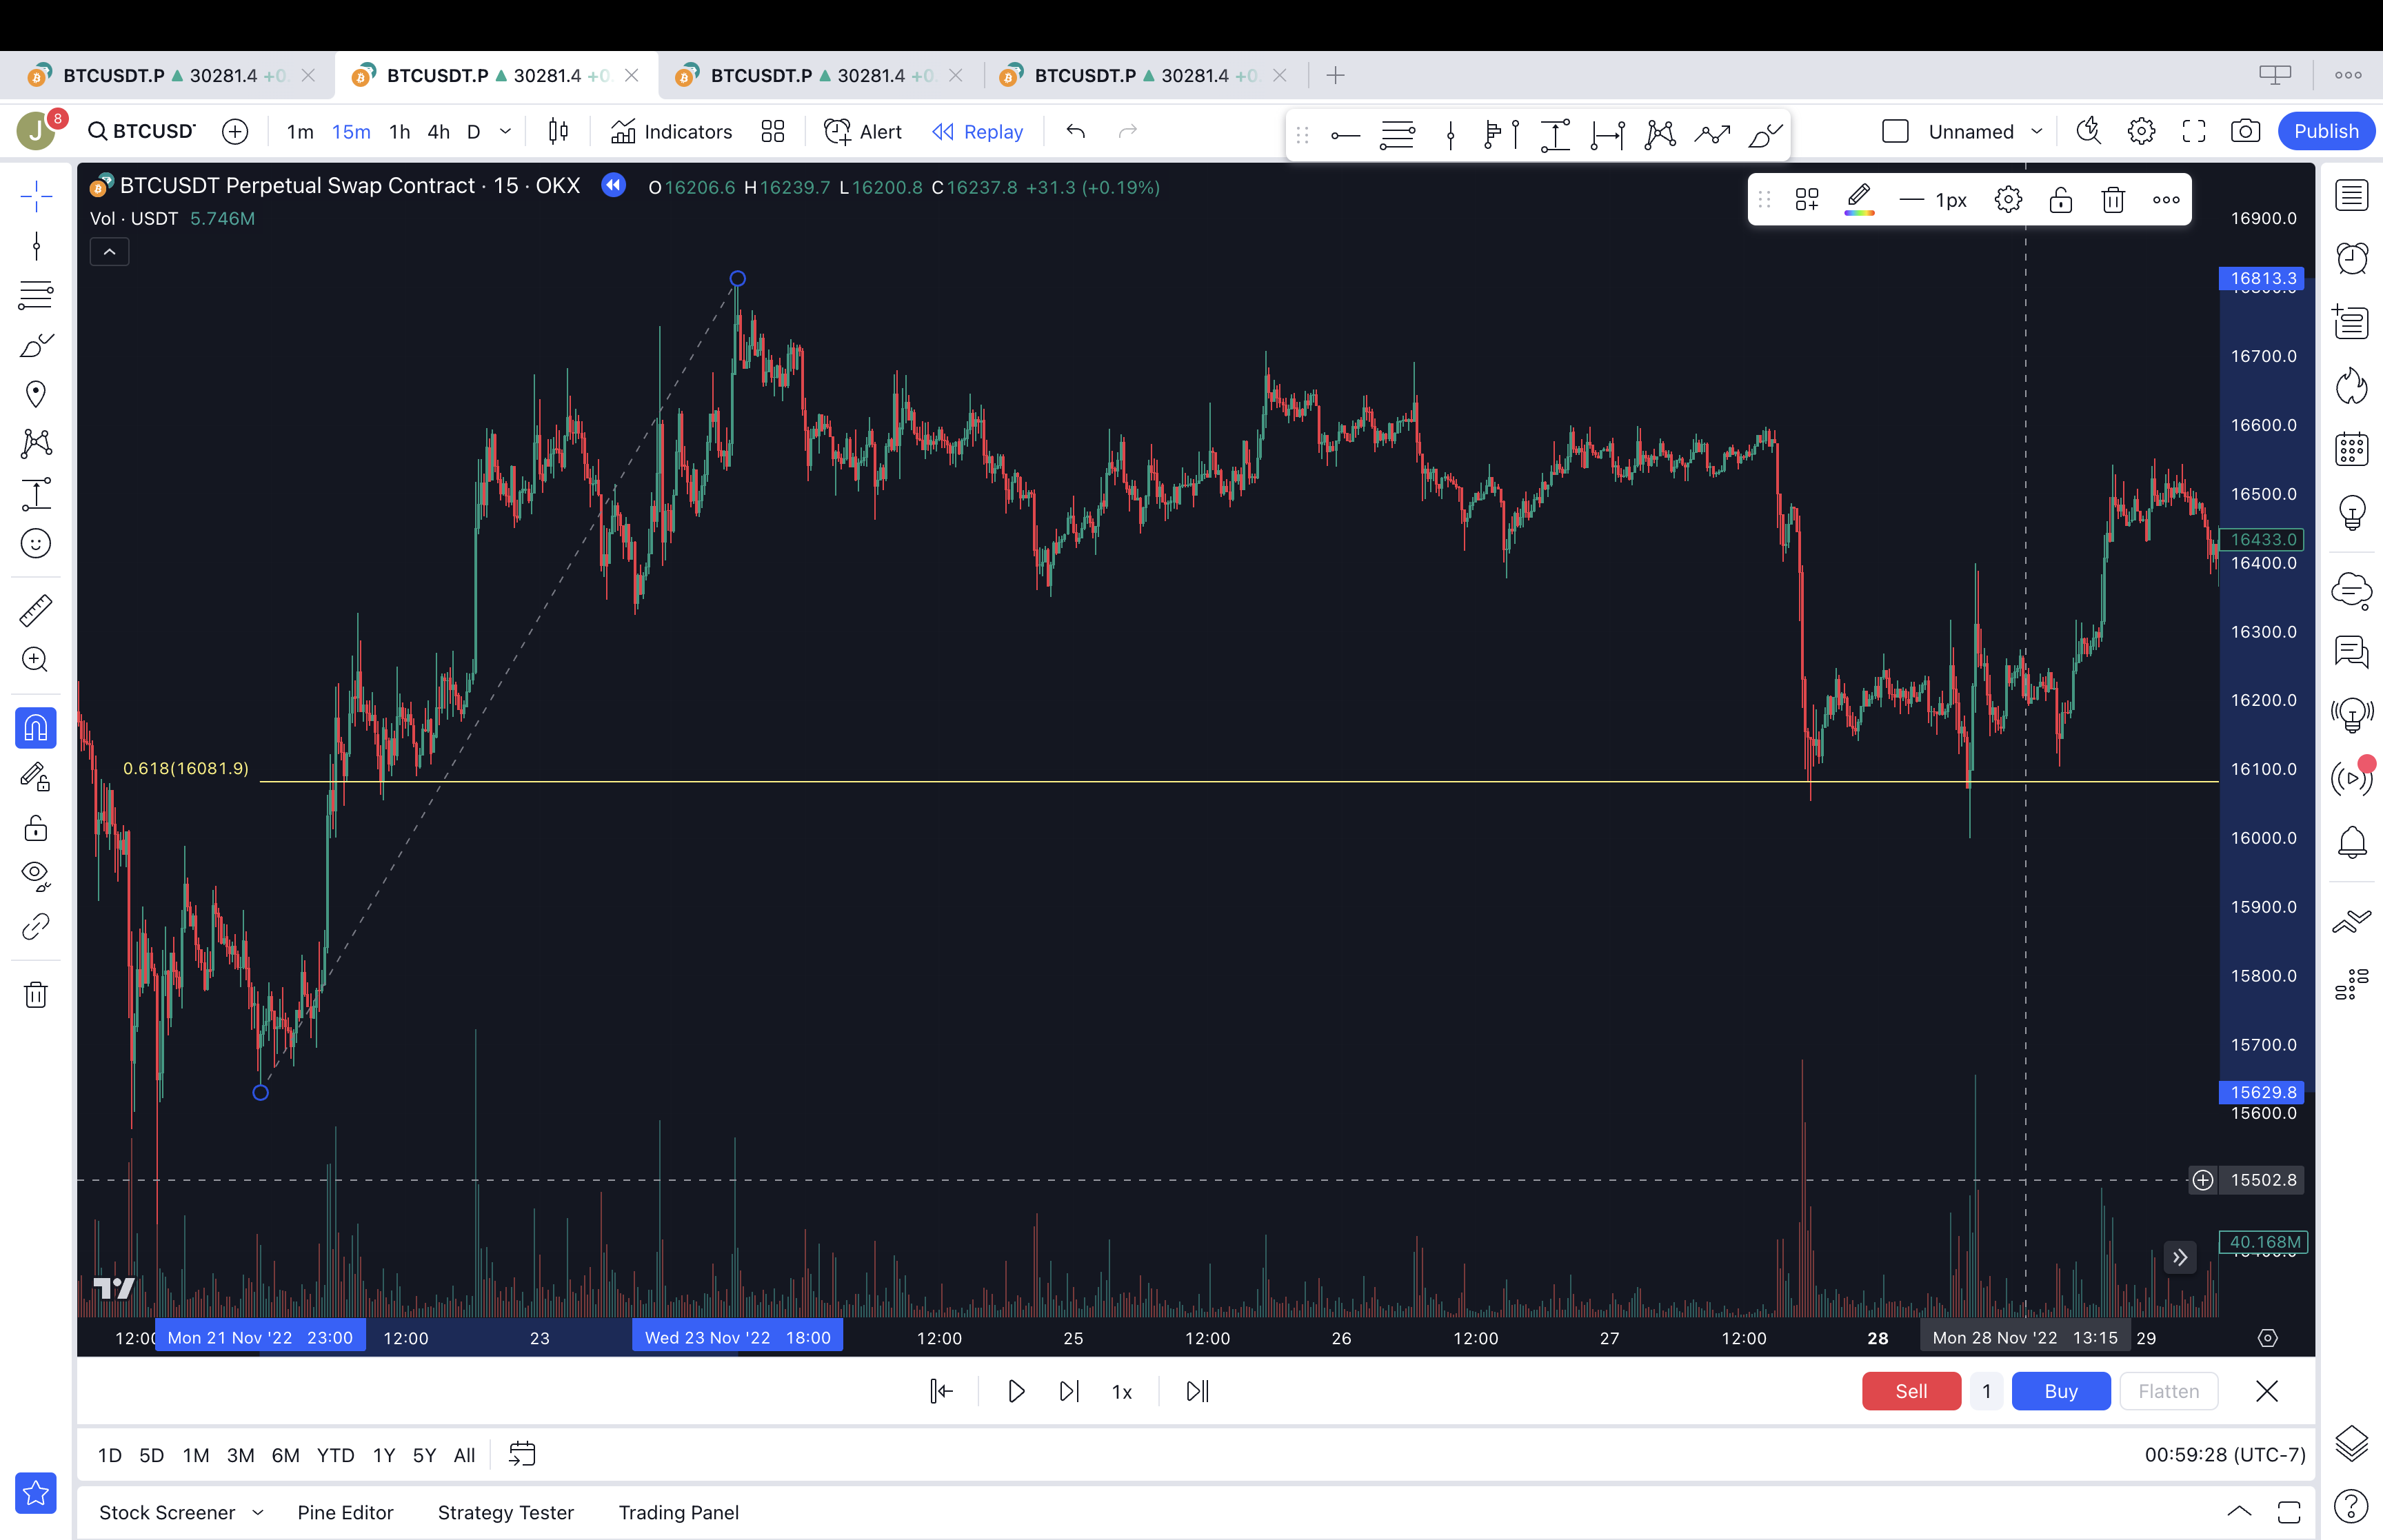 BTCUSDT.P ▲ 30281.4 +0. BTCUSDT.P ▲ 30281.4 +0. BTCUSDT.P ▲ 30281.4 +0. BTCUSDT.P ▲ 30281.4 +0.
J 8 BTCUSD 1m 15m 1h 4h D Indicators Alert Replay Unnamed Publish
BTCUSDT Perpetual Swap Contract · 15 · OKX O16206.6 H16239.7 L16200.8 C16237.8 +31.3 (+0.19%)
1px
Vol · USDT 5.746M
16900.0
16813.3
16700.0
16600.0
16500.0
16433.0
16400.0
16300.0
16200.0
0.618(16081.9)
16100.0
16000.0
15900.0
15800.0
15700.0
15629.8
15600.0
15502.8
40.168M
12:00 Mon 21 Nov '22 23:00 12:00 23 Wed 23 Nov '22 18:00 12:00 25 12:00 26 12:00 27 12:00 28 Mon 28 Nov '22 13:15 29
1x Sell 1 Buy Flatten
1D 5D 1M 3M 6M YTD 1Y 5Y All 00:59:28 (UTC-7)
Stock Screener Pine Editor Strategy Tester Trading Panel